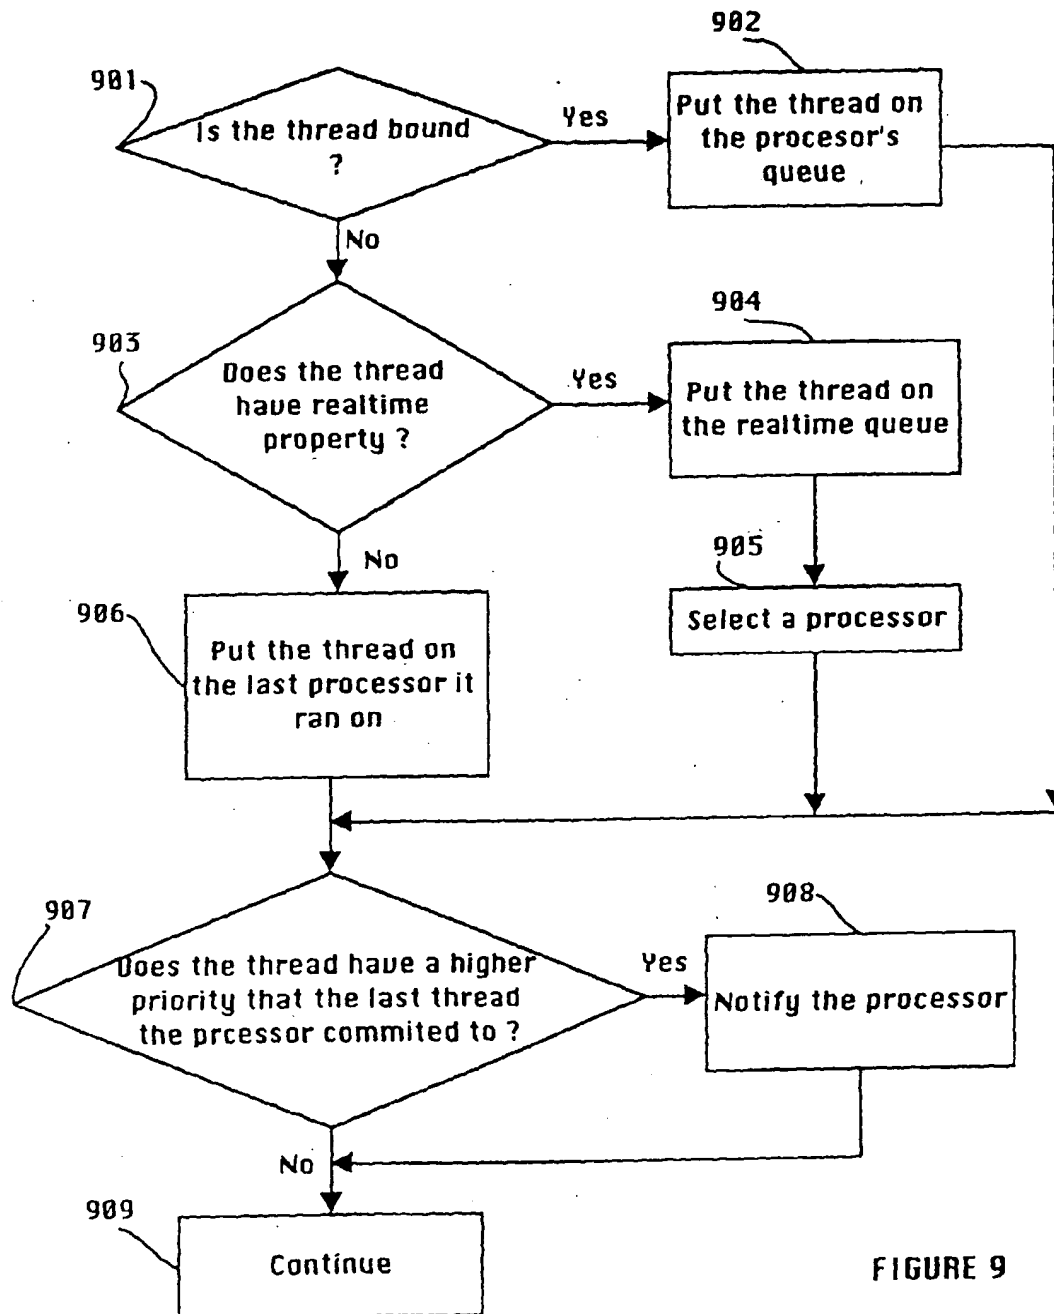 902
901
Is the thread bound
?
Yes
Put the thread on
the procesor's
queue
No
903
Does the thread
have realtime
property ?
Yes
904
Put the thread on
the realtime queue
No
905
Select a processor
906
Put the thread on
the last processor it
ran on
907
Does the thread have a higher
priority that the last thread
the prcessor commited to ?
Yes
908
Notify the processor
No
909
Continue
FIGURE 9